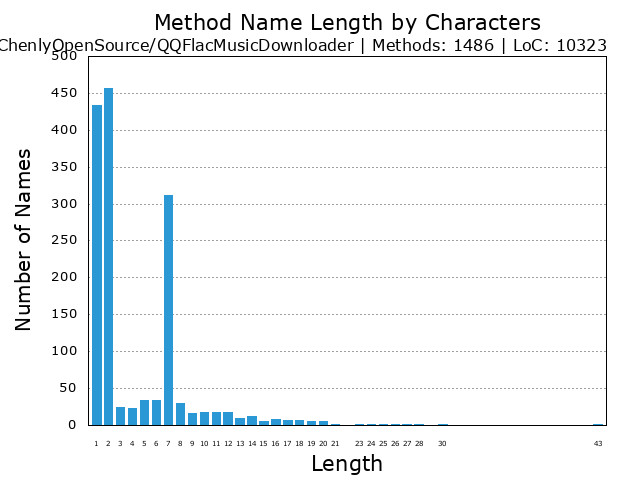 Method Name Length by Characters
ChenlyOpenSource/QQFlacMusicDownloader | Methods: 1486 | LoC: 10323
500
450
400
350
300
250
200
150
100
50
0
Number of Names
1 2 3 4 5 6 7 8 9 10 11 12 13 14 15 16 17 18 19 20 21 23 24 25 26 27 28 30 43
Length